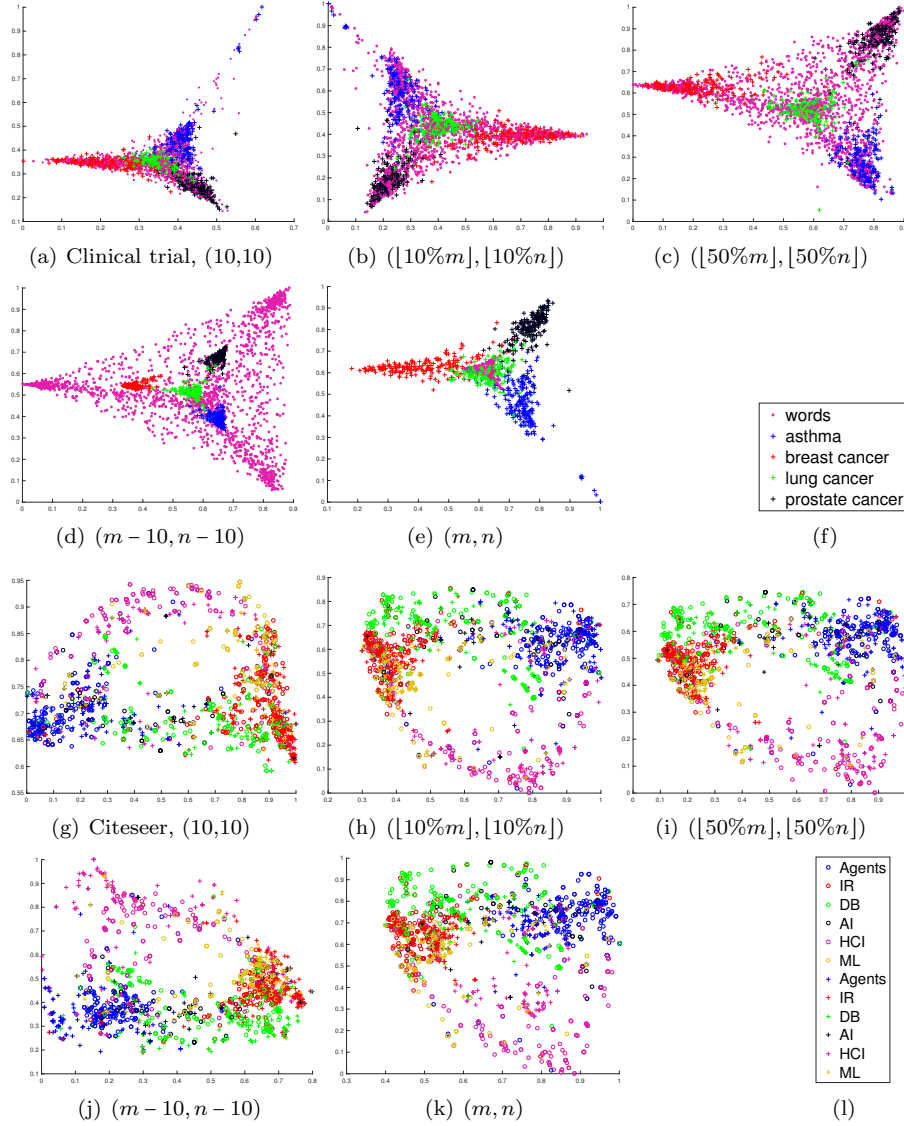 (a) Clinical trial, (10,10)
(b) (⌊10%m⌋, ⌊10%n⌋)
(c) (⌊50%m⌋, ⌊50%n⌋)
words
asthma
breast cancer
lung cancer
prostate cancer
(d) (m − 10, n − 10)
(e) (m, n)
(f)
(g) Citeseer, (10,10)
(h) (⌊10%m⌋, ⌊10%n⌋)
(i) (⌊50%m⌋, ⌊50%n⌋)
Agents
IR
DB
AI
HCI
ML
Agents
IR
DB
AI
HCI
ML
(j) (m − 10, n − 10)
(k) (m, n)
(l)